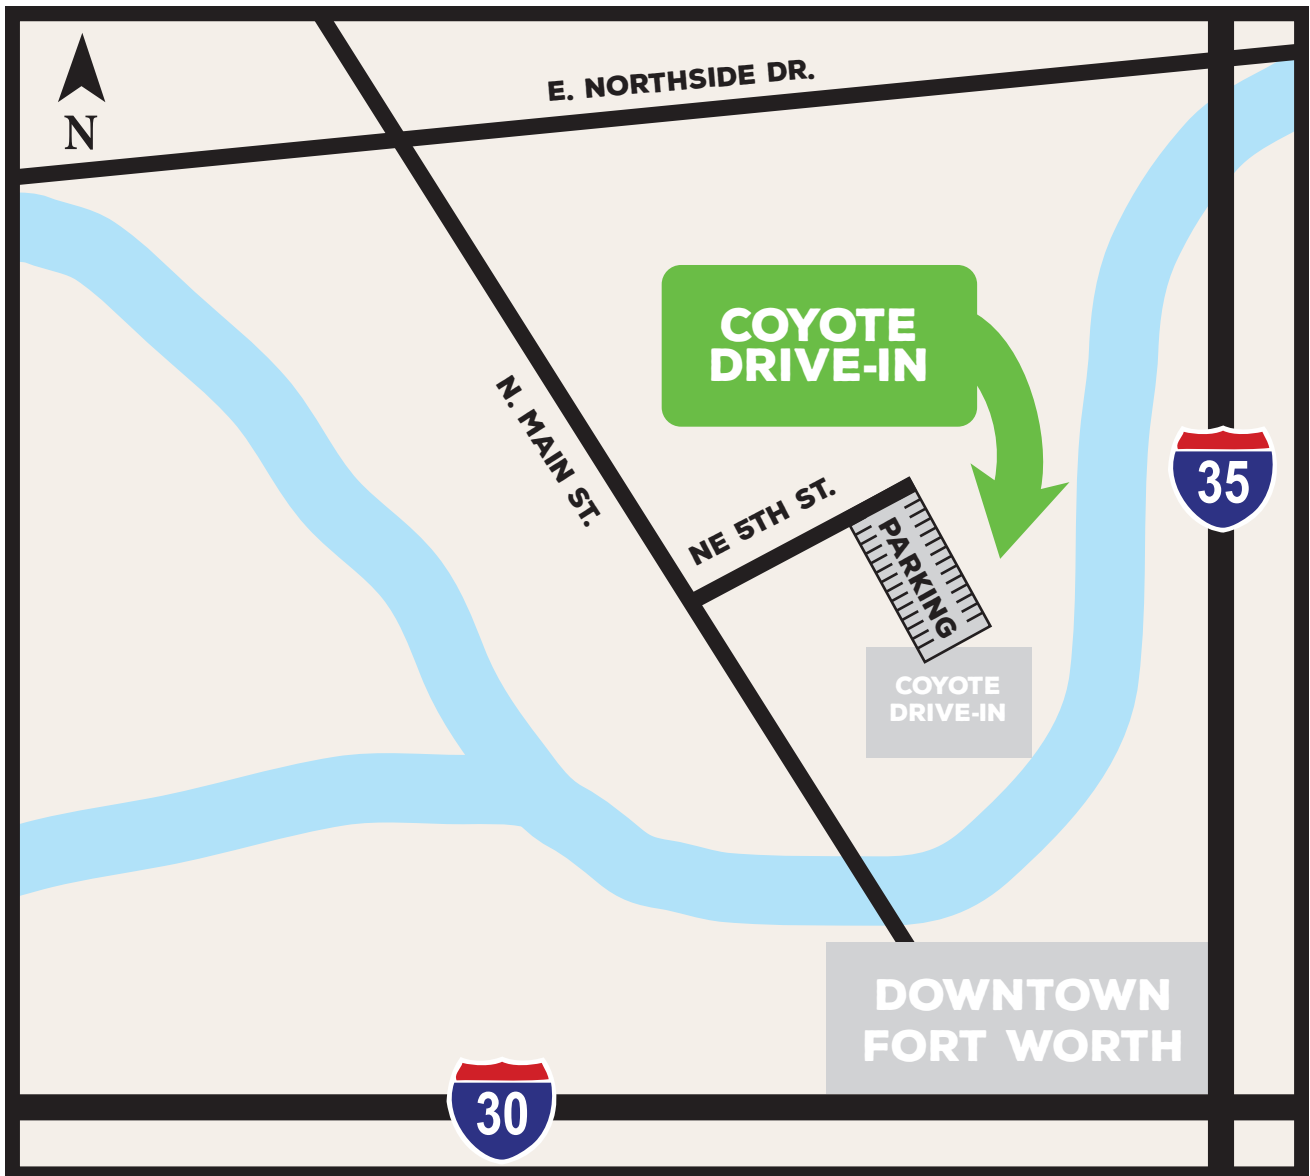 E. NORTHSIDE DR.
N
COYOTE
DRIVE-IN
N. MAIN ST.
35
NE 5TH ST.
PARKING
COYOTE
DRIVE-IN
DOWNTOWN
FORT WORTH
30